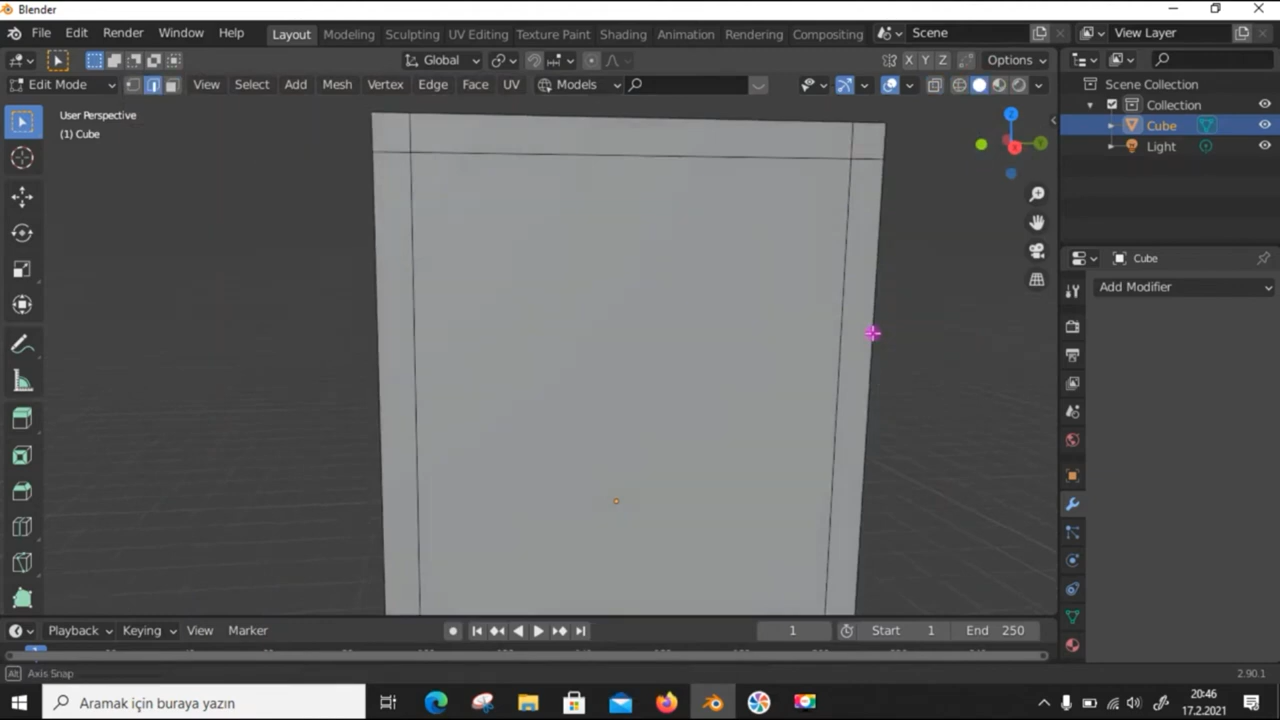 Blender
File Edit Render Window Help Layout Modeling Sculpting UV Editing Texture Paint Shading Animation Rendering Compositing Scene View Layer
Global X Y Z Options
Edit Mode View Select Add Mesh Vertex Edge Face UV Models
Scene Collection
Collection
Cube
Light
User Perspective
(1) Cube
Z
X
Y
Cube
Add Modifier
Playback Keying View Marker 1 Start 1 End 250
Alt Axis Snap 2.90.1
Aramak için buraya yazın
20:46
17.2.2021